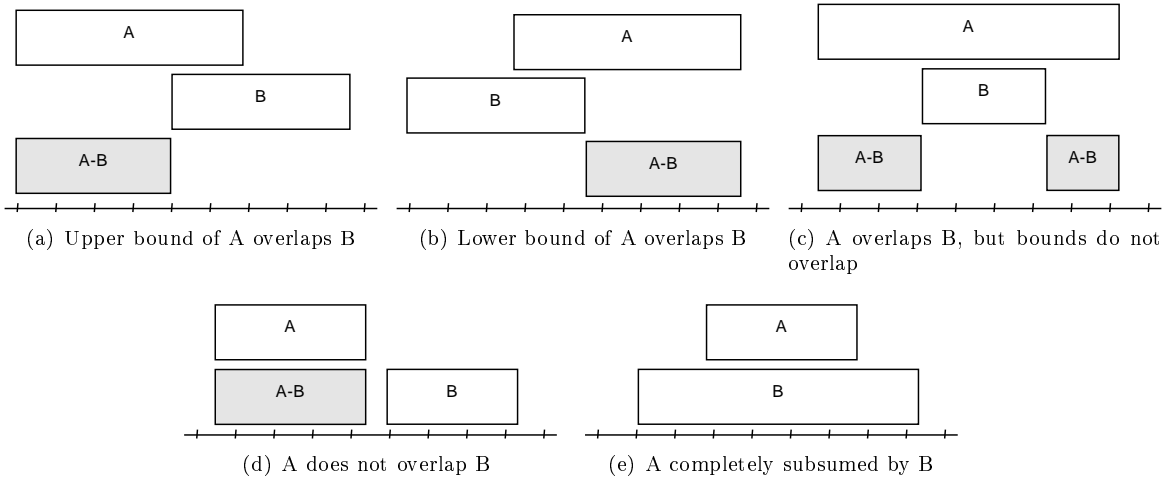 A
B
A-B
(a) Upper bound of A overlaps B
A
B
A-B
(b) Lower bound of A overlaps B
A
B
A-B
A-B
(c) A overlaps B, but bounds do not
overlap
A
A-B
B
(d) A does not overlap B
A
B
(e) A completely subsumed by B